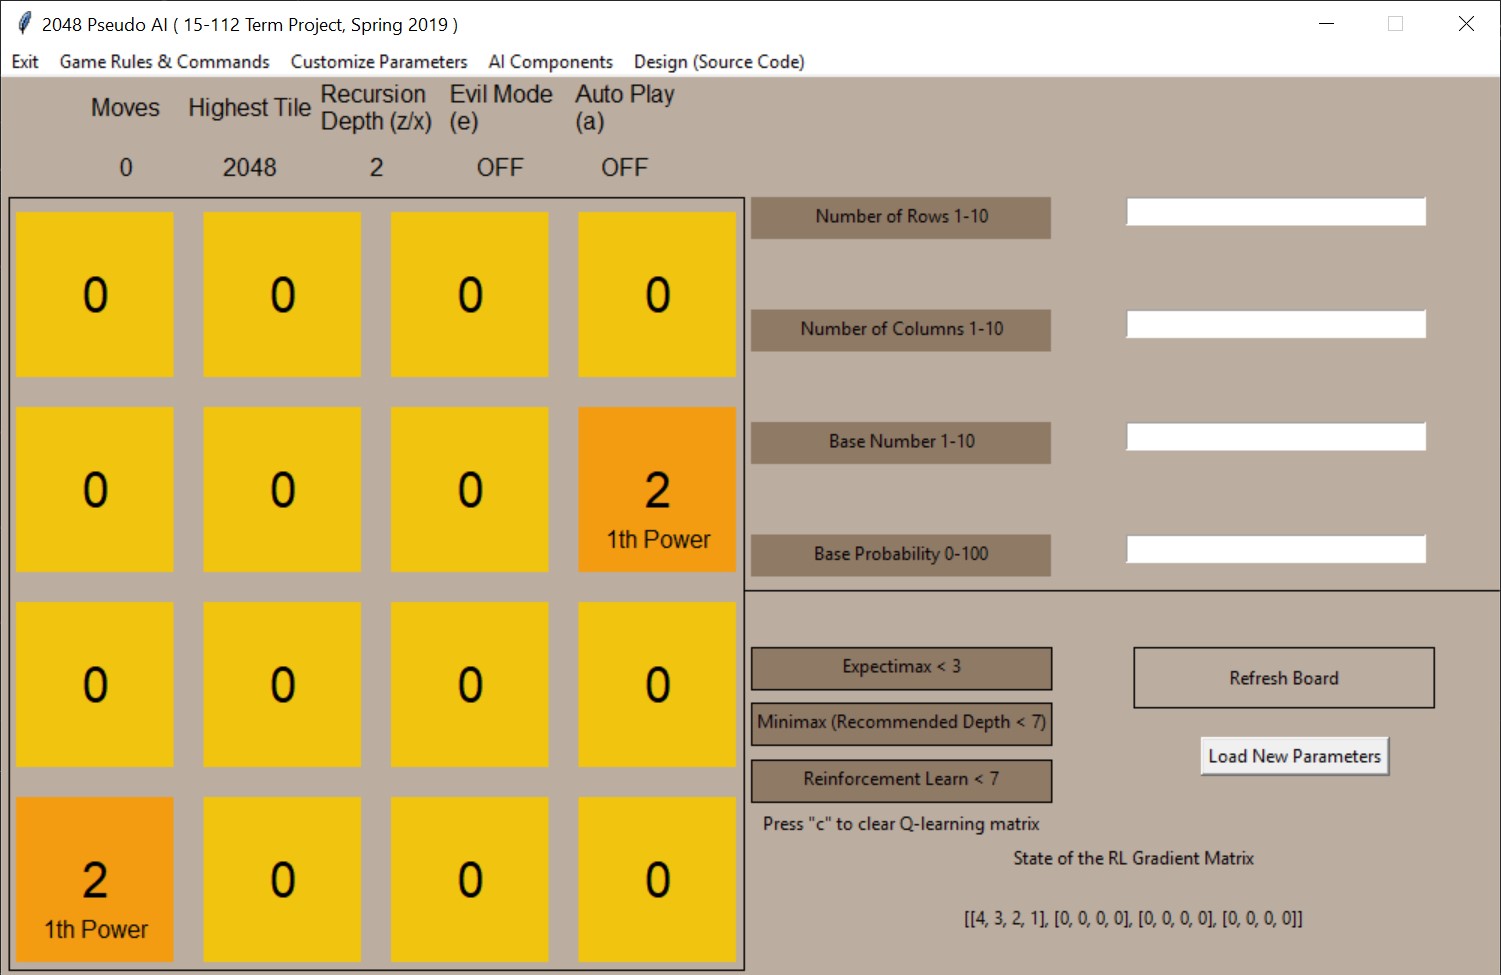 2048 Pseudo AI ( 15-112 Term Project, Spring 2019 )
Exit Game Rules & Commands Customize Parameters AI Components Design (Source Code)
Moves Highest Tile Recursion Depth (z/x) Evil Mode (e) Auto Play (a)
0 2048 2 OFF OFF
0 0 0 0
0 0 0 2
1th Power
0 0 0 0
2 0 0 0
1th Power
Number of Rows 1-10
Number of Columns 1-10
Base Number 1-10
Base Probability 0-100
Expectimax < 3
Minimax (Recommended Depth < 7)
Reinforcement Learn < 7
Press "c" to clear Q-learning matrix
Refresh Board
Load New Parameters
State of the RL Gradient Matrix
[[4, 3, 2, 1], [0, 0, 0, 0], [0, 0, 0, 0], [0, 0, 0, 0]]